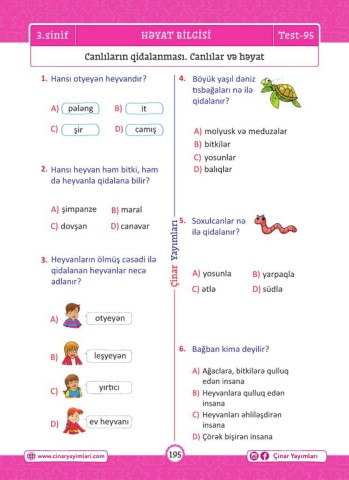 3.sinif
HƏYAT BİLGİSİ
Test-95
Canlıların qidalanması. Canlılar və həyat
1. Hansı otyeyən heyvandır?
A) pələng
B) it
C) şir
D) camış
2. Hansı heyvan həm bitki, həm
də heyvanla qidalana bilir?
A) şimpanze
B) maral
C) dovşan
D) canavar
3. Heyvanların ölmüş cəsədi ilə
qidalanan heyvanlar necə
adlanır?
A) otyeyən
B) leşyeyən
C) yırtıcı
D) ev heyvanı
Çinar Yayımları
4. Böyük yaşıl dəniz
tısbağaları nə ilə
qidalanır?
A) molyusk və meduzalar
B) bitkilər
C) yosunlar
D) balıqlar
5. Soxulcanlar nə
ilə qidalanır?
A) yosunla
B) yarpaqla
C) ətlə
D) südlə
6. Bağban kimə deyilir?
A) Ağaclara, bitkilərə qulluq
edən insana
B) Heyvanlara qulluq edən
insana
C) Heyvanları əhliləşdirən
insana
D) Çörək bişirən insana
www.cinaryayimlari.com
195
Çinar Yayımları